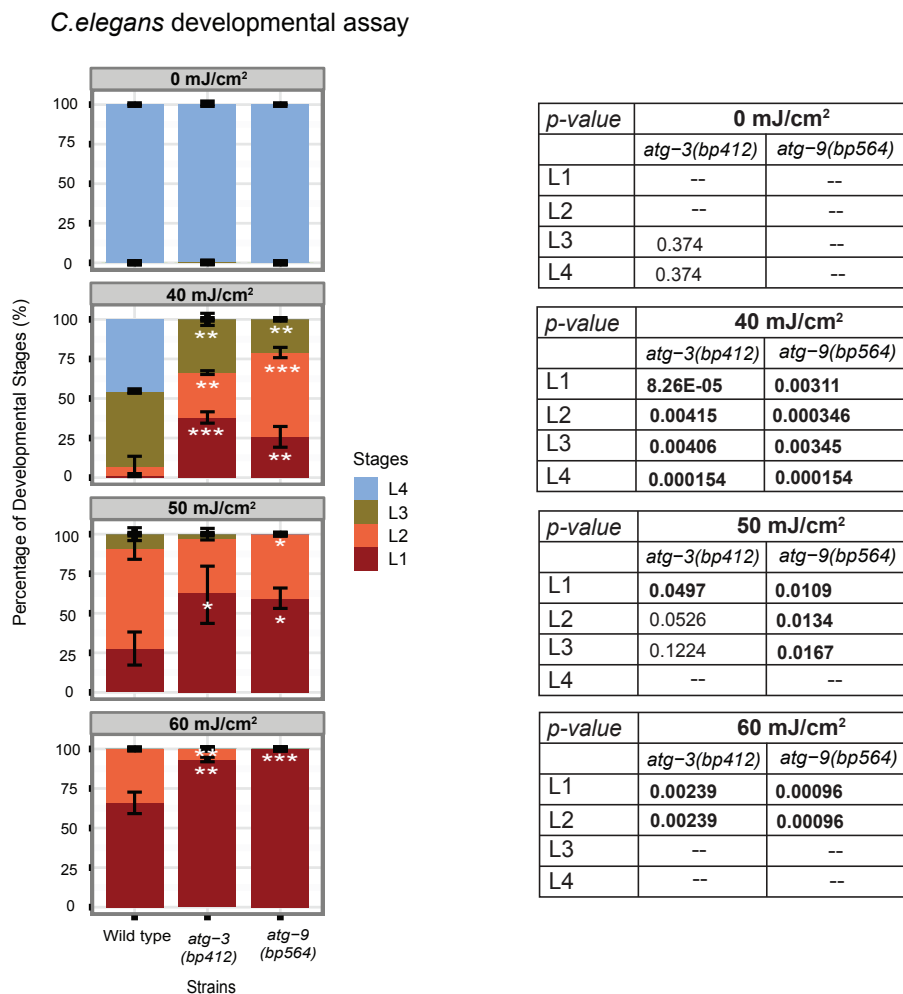 C.elegans developmental assay
Percentage of Developmental Stages (%)
0 mJ/cm²
100
75
50
25
0
40 mJ/cm²
100
75
50
25
0
** **
** ***
*** **
50 mJ/cm²
100
75
50
25
0
*
* *
60 mJ/cm²
100
75
50
25
0
** ***
**
Wild type atg−3 (bp412) atg−9 (bp564)
Strains
Stages
L4
L3
L2
L1
p-value 0 mJ/cm²
atg−3(bp412) atg−9(bp564)
L1 -- --
L2 -- --
L3 0.374 --
L4 0.374 --
p-value 40 mJ/cm²
atg−3(bp412) atg−9(bp564)
L1 8.26E-05 0.00311
L2 0.00415 0.000346
L3 0.00406 0.00345
L4 0.000154 0.000154
p-value 50 mJ/cm²
atg−3(bp412) atg−9(bp564)
L1 0.0497 0.0109
L2 0.0526 0.0134
L3 0.1224 0.0167
L4 -- --
p-value 60 mJ/cm²
atg−3(bp412) atg−9(bp564)
L1 0.00239 0.00096
L2 0.00239 0.00096
L3 -- --
L4 -- --